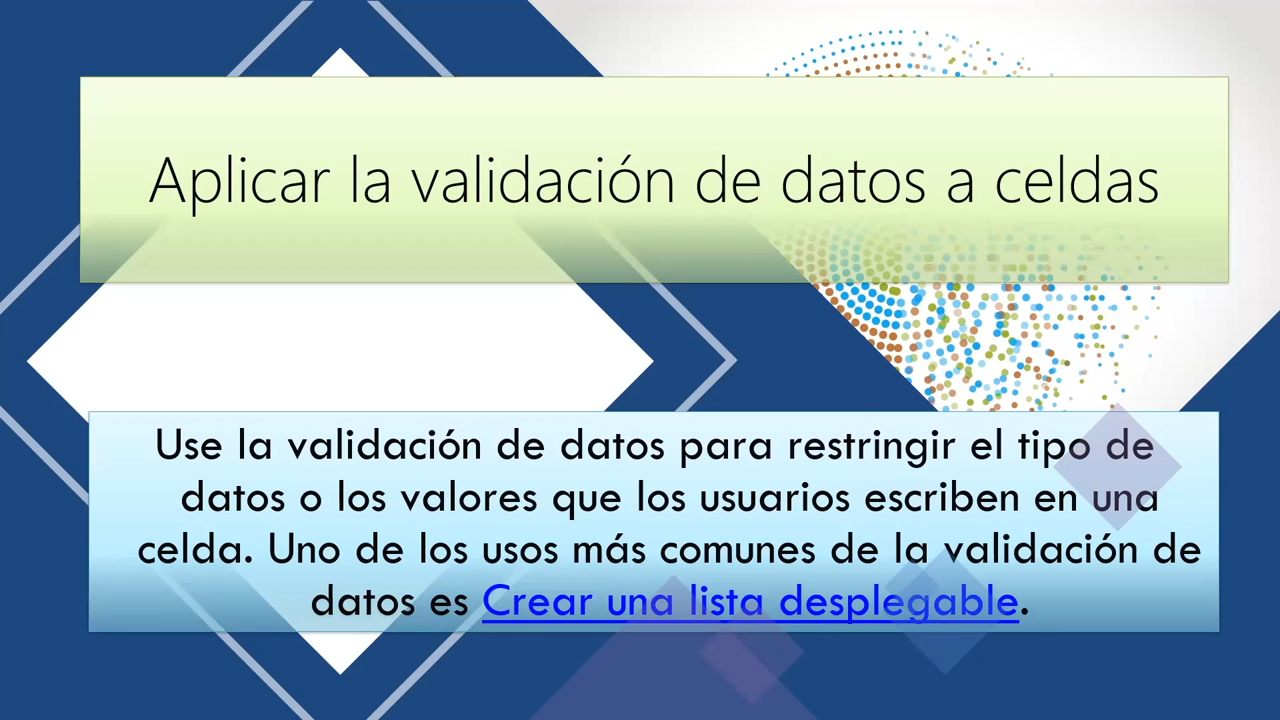 Aplicar la validación de datos a celdas
Use la validación de datos para restringir el tipo de
datos o los valores que los usuarios escriben en una
celda. Uno de los usos más comunes de la validación de
datos es Crear una lista desplegable.